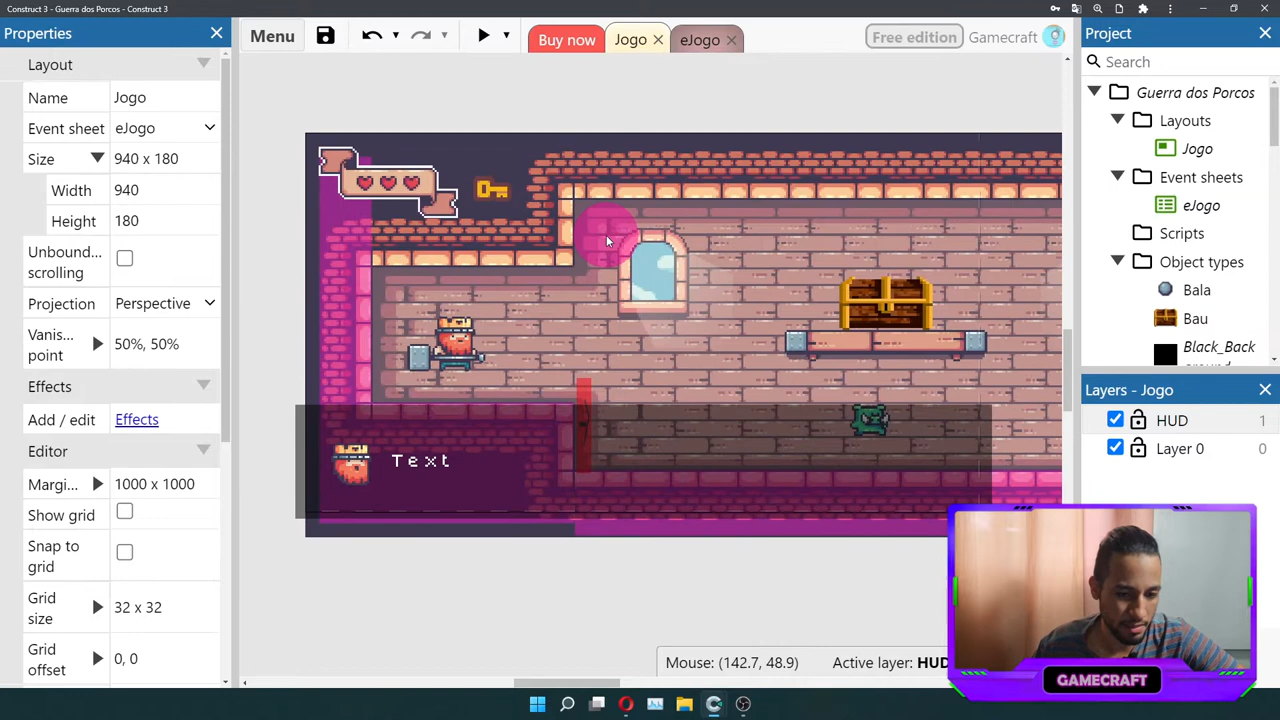 Construct 3 - Guerra dos Porcos - Construct 3
Properties
Menu
Buy now
Jogo
eJogo
Free edition
Gamecraft
Project
Layout
Name
Jogo
Event sheet
eJogo
Size
940 x 180
Width
940
Height
180
Unbound...
scrolling
Projection
Perspective
Vanis...
point
50%, 50%
Effects
Add / edit
Effects
Editor
Margi...
1000 x 1000
Show grid
Snap to
grid
Grid
size
32 x 32
Grid
offset
0, 0
Text
Mouse: (142.7, 48.9)
Active layer: HUD
Search
Guerra dos Porcos
Layouts
Jogo
Event sheets
eJogo
Scripts
Object types
Bala
Bau
Black_Back
Layers - Jogo
HUD
1
Layer 0
0
GAMECRAFT